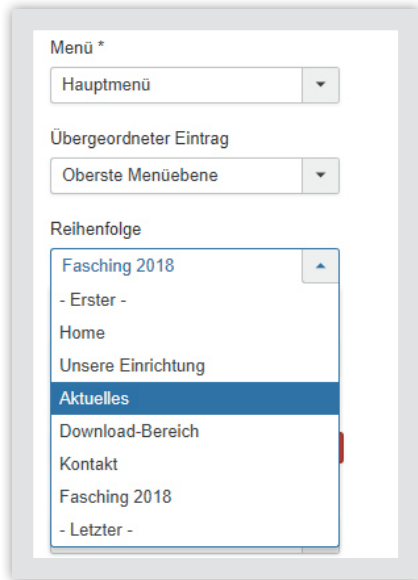 Menü *
Hauptmenü
Übergeordneter Eintrag
Oberste Menüebene
Reihenfolge
Fasching 2018
- Erster -
Home
Unsere Einrichtung
Aktuelles
Download-Bereich
Kontakt
Fasching 2018
- Letzter -